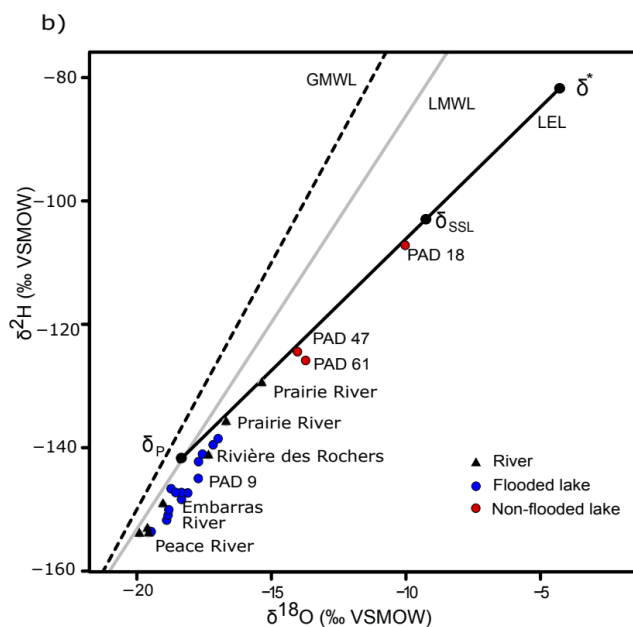 b)
−80
−100
−120
−140
−160
δ²H (‰ VSMOW)
GMWL
LMWL
LEL
δ*
δSSL
PAD 18
PAD 47
PAD 61
Prairie River
Prairie River
δP
Rivière des Rochers
PAD 9
Embarras
River
Peace River
River
Flooded lake
Non-flooded lake
−20
−15
−10
−5
δ¹⁸O (‰ VSMOW)